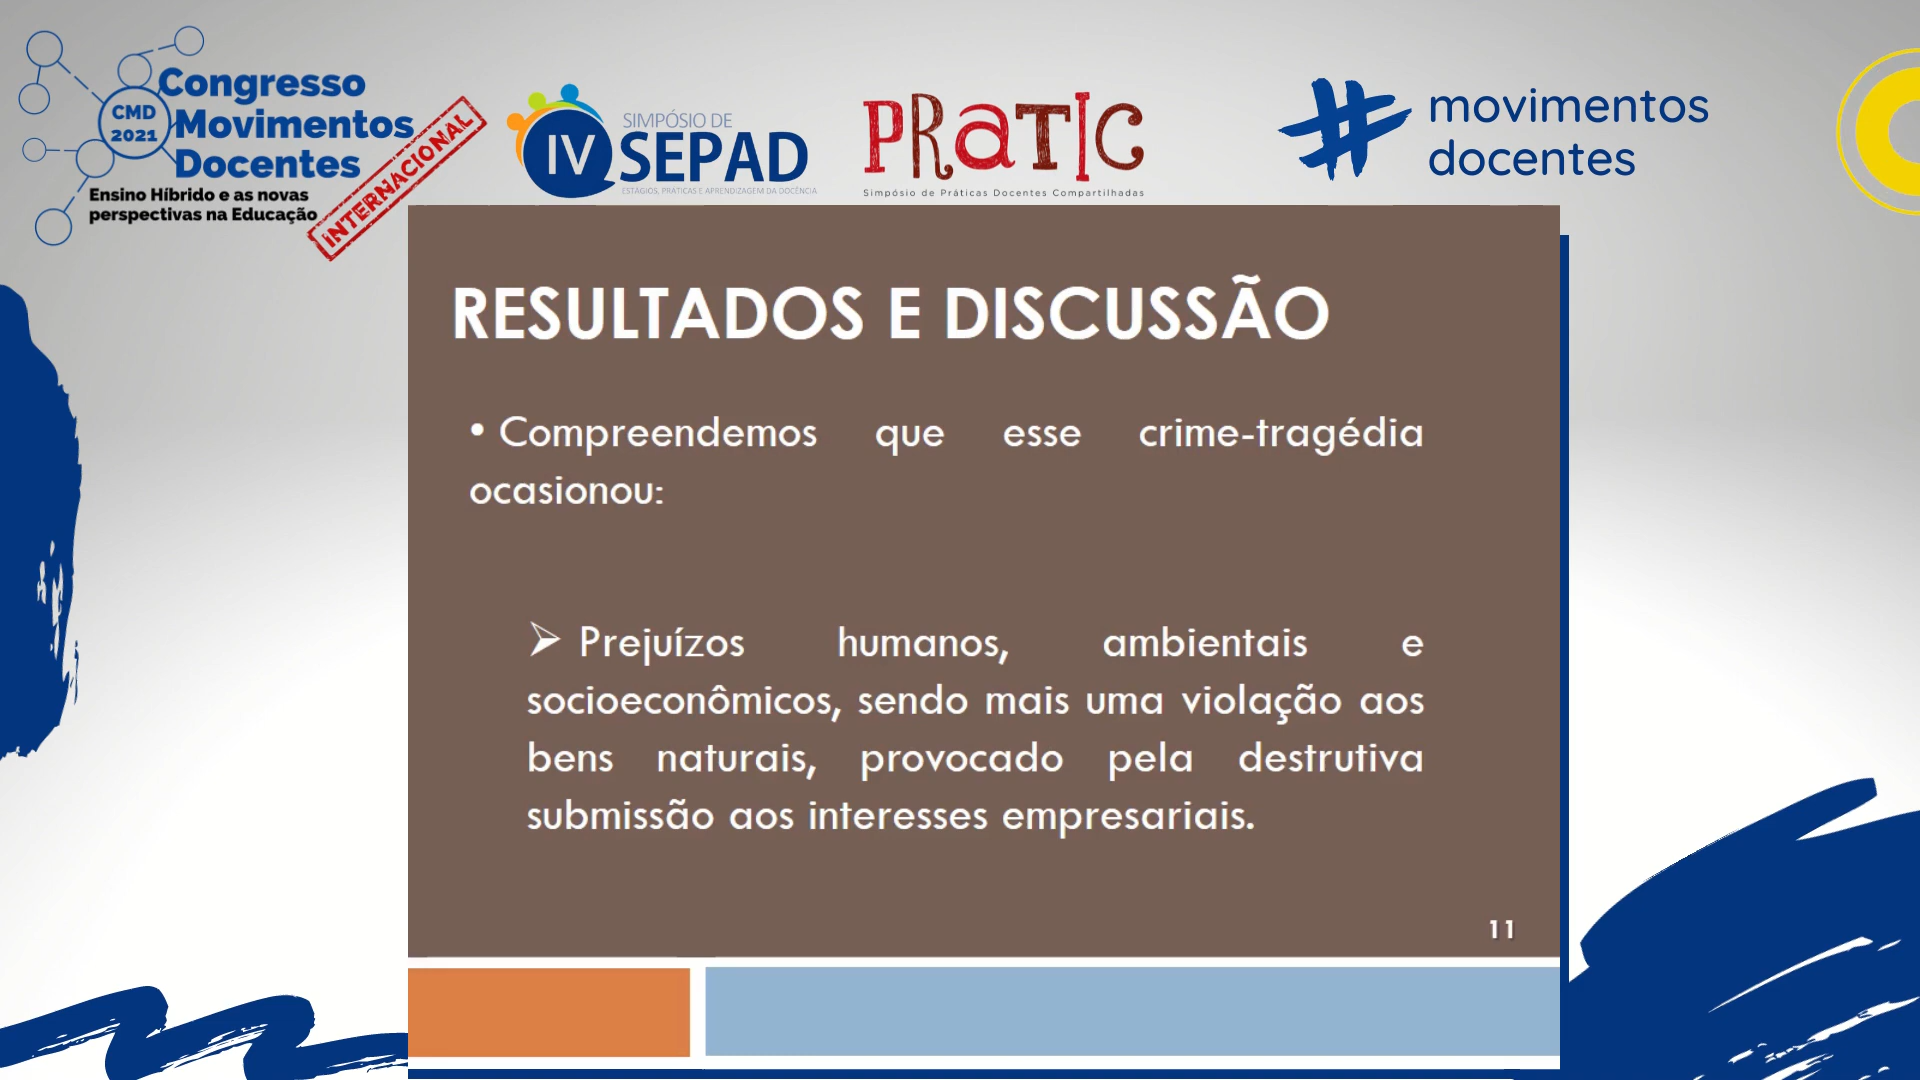 Congresso
Movimentos
Docentes
CMD
2021
Ensino Híbrido e as novas
perspectivas na Educação
INTERNACIONAL
IV
SIMPÓSIO DE
SEPAD
ESTÁGIOS, PRÁTICAS E APRENDIZAGEM DA DOCÊNCIA
PRATIC
Simpósio de Práticas Docentes Compartilhadas
# movimentos
docentes
RESULTADOS E DISCUSSÃO
• Compreendemos que esse crime-tragédia
ocasionou:
➢ Prejuízos humanos, ambientais e
socioeconômicos, sendo mais uma violação aos
bens naturais, provocado pela destrutiva
submissão aos interesses empresariais.
11